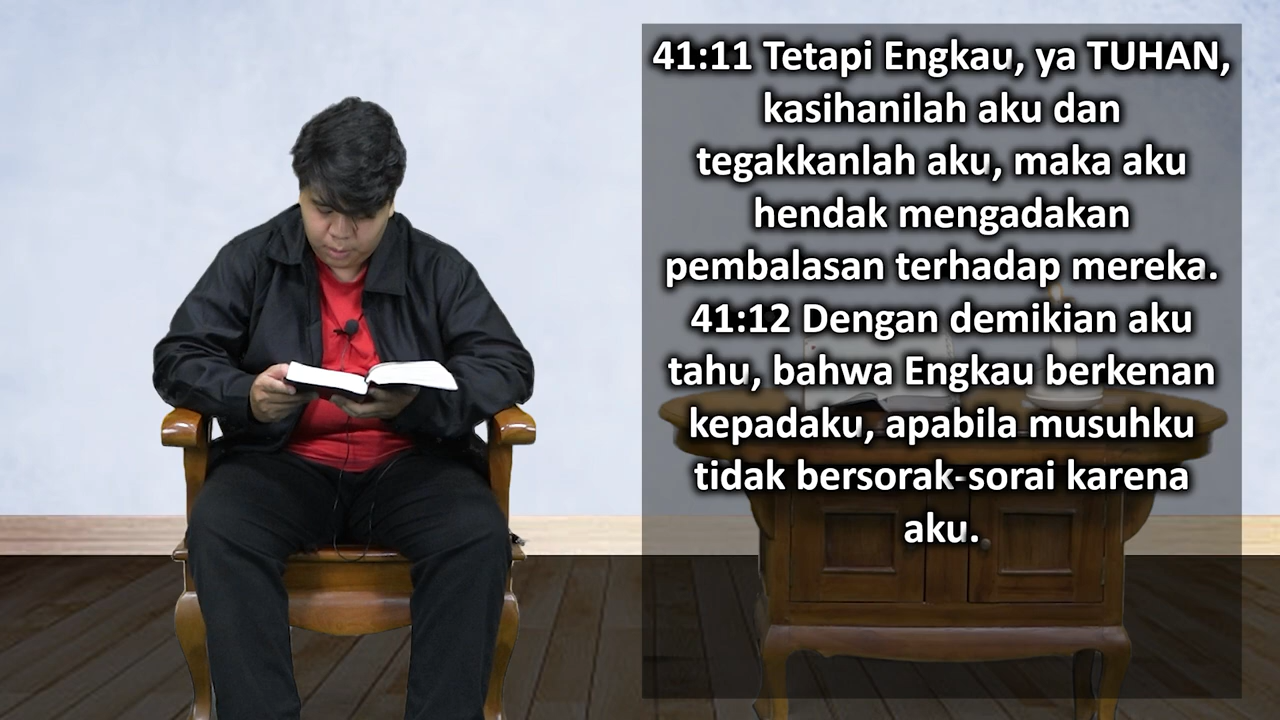 41:11 Tetapi Engkau, ya TUHAN,
kasihanilah aku dan
tegakkanlah aku, maka aku
hendak mengadakan
pembalasan terhadap mereka.
41:12 Dengan demikian aku
tahu, bahwa Engkau berkenan
kepadaku, apabila musuhku
tidak bersorak-sorai karena
aku.